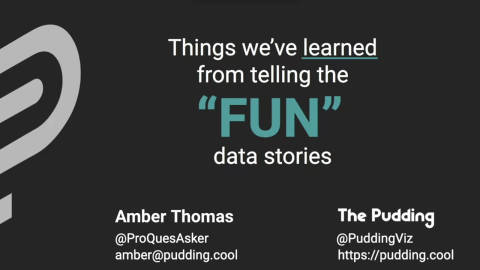 Things we’ve learned
from telling the
“FUN”
data stories
Amber Thomas
@ProQuesAsker
amber@pudding.cool
The Pudding
@PuddingViz
https://pudding.cool